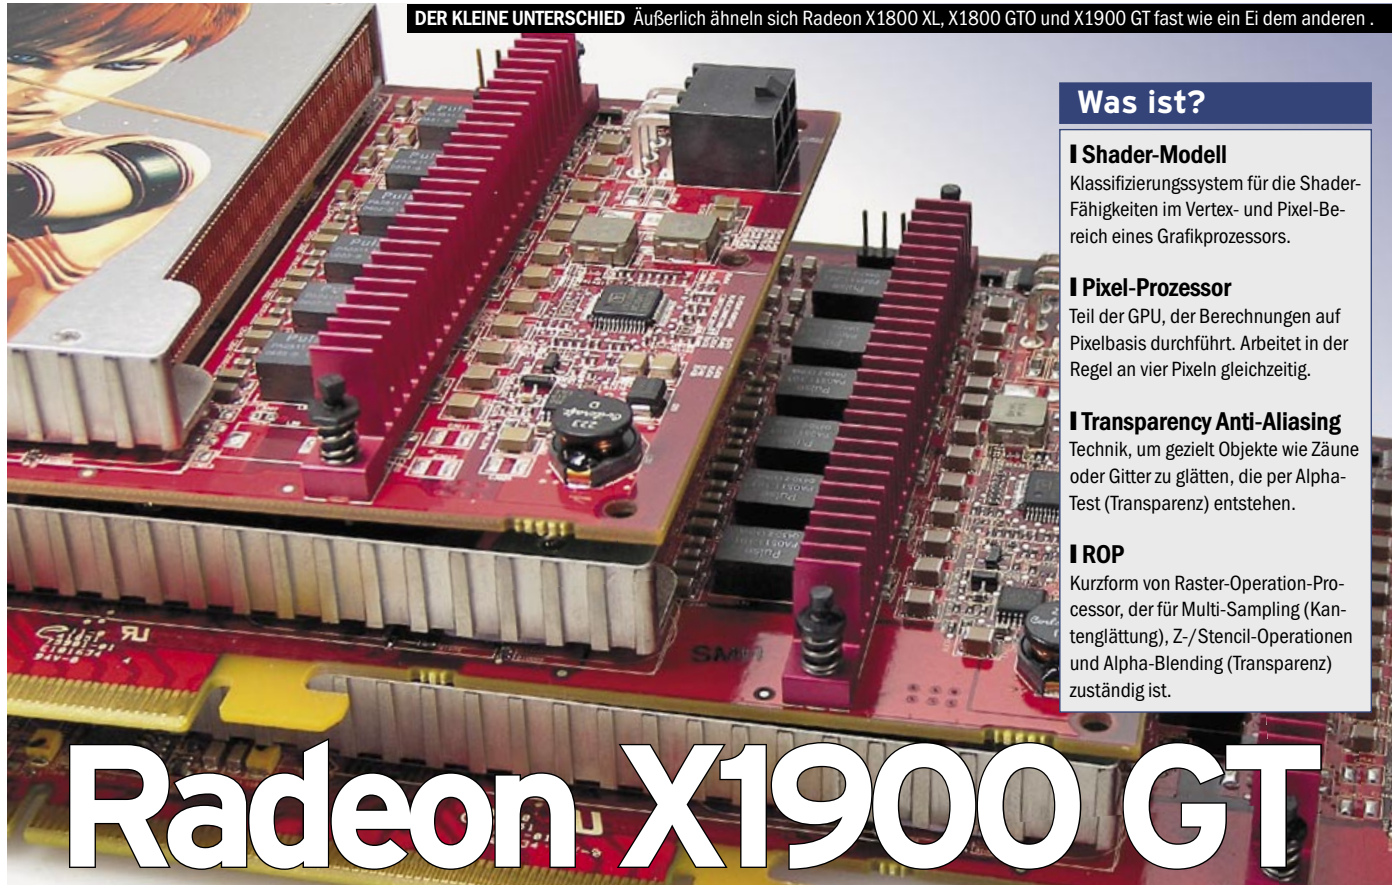 DER KLEINE UNTERSCHIED Äußerlich ähneln sich Radeon X1800 XL, X1800 GTO und X1900 GT fast wie ein Ei dem anderen .
Was ist?
Shader-Modell
Klassifizierungssystem für die Shader-
Fähigkeiten im Vertex- und Pixel-Be-
reich eines Grafikprozessors.
Pixel-Prozessor
Teil der GPU, der Berechnungen auf
Pixelbasis durchführt. Arbeitet in der
Regel an vier Pixeln gleichzeitig.
Transparency Anti-Aliasing
Technik, um gezielt Objekte wie Zäune
oder Gitter zu glätten, die per Alpha-
Test (Transparenz) entstehen.
ROP
Kurzform von Raster-Operation-Pro-
cessor, der für Multi-Sampling (Kan-
tenglättung), Z-/Stencil-Operationen
und Alpha-Blending (Transparenz)
zuständig ist.
Pulse
Pulse
Pulse
Radeon X1900 GT